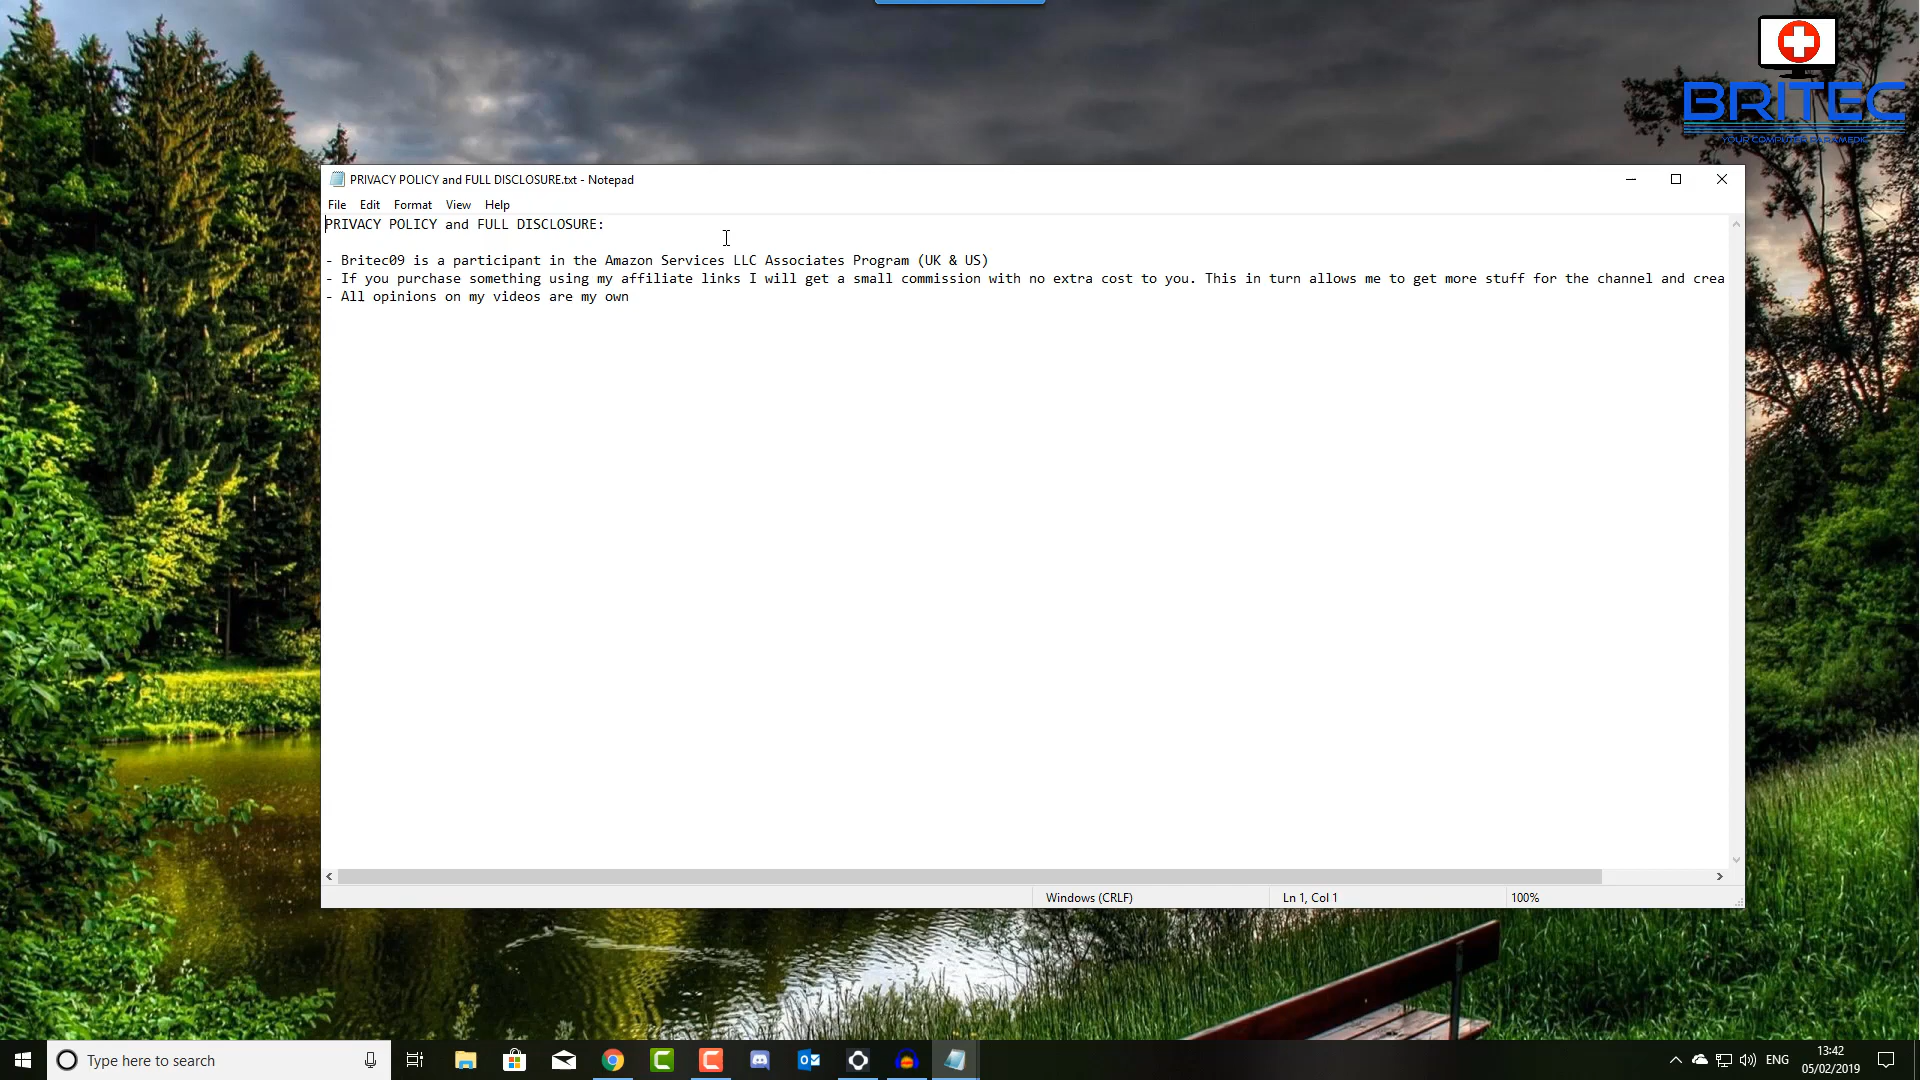 BRITEC
YOUR COMPUTER PARAMEDIC
PRIVACY POLICY and FULL DISCLOSURE.txt - Notepad
File Edit Format View Help
PRIVACY POLICY and FULL DISCLOSURE:
- Britec09 is a participant in the Amazon Services LLC Associates Program (UK & US)
- If you purchase something using my affiliate links I will get a small commission with no extra cost to you. This in turn allows me to get more stuff for the channel and crea
- All opinions on my videos are my own
Windows (CRLF) Ln 1, Col 1 100%
Type here to search
ENG
13:42
05/02/2019